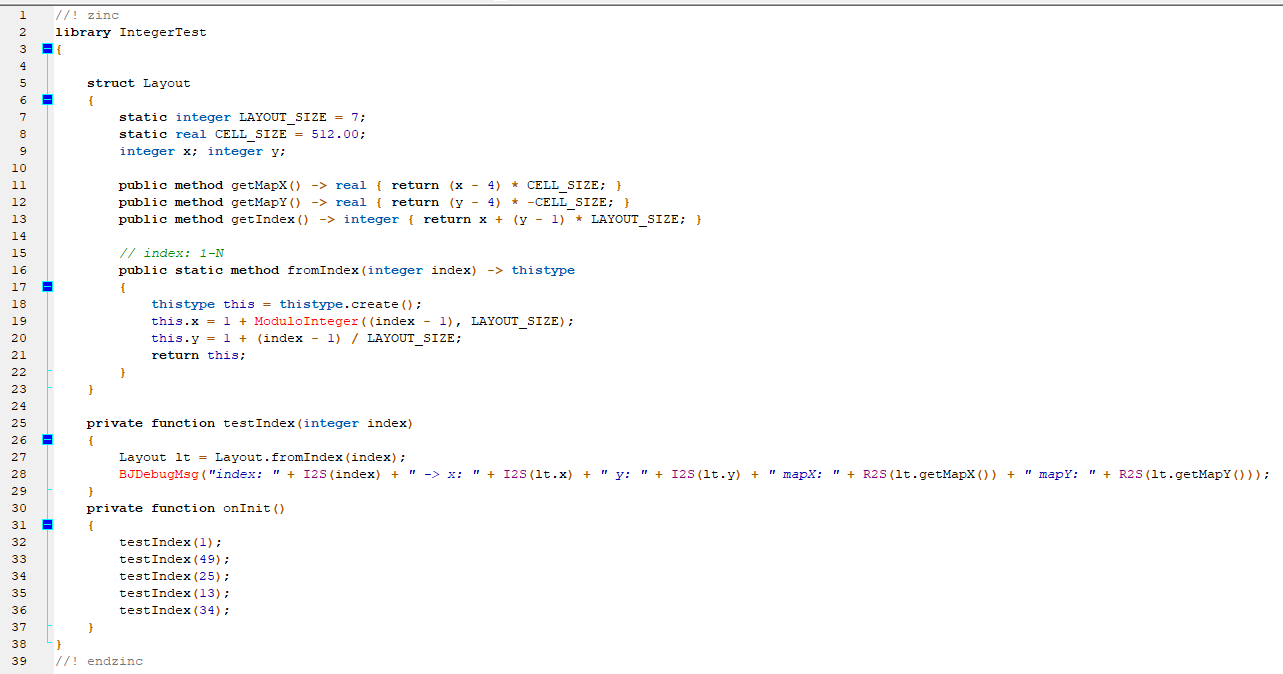 1 //! zinc
2 library IntegerTest
3 {
4
5     struct Layout
6     {
7         static integer LAYOUT_SIZE = 7;
8         static real CELL_SIZE = 512.00;
9         integer x; integer y;
10
11         public method getMapX() -> real { return (x - 4) * CELL_SIZE; }
12         public method getMapY() -> real { return (y - 4) * -CELL_SIZE; }
13         public method getIndex() -> integer { return x + (y - 1) * LAYOUT_SIZE; }
14
15         // index: 1-N
16         public static method fromIndex(integer index) -> thistype
17         {
18             thistype this = thistype.create();
19             this.x = 1 + ModuloInteger((index - 1), LAYOUT_SIZE);
20             this.y = 1 + (index - 1) / LAYOUT_SIZE;
21             return this;
22         }
23     }
24
25     private function testIndex(integer index)
26     {
27         Layout lt = Layout.fromIndex(index);
28         BJDebugMsg("index: " + I2S(index) + " -> x: " + I2S(lt.x) + " y: " + I2S(lt.y) + " mapX: " + R2S(lt.getMapX()) + " mapY: " + R2S(lt.getMapY()));
29     }
30     private function onInit()
31     {
32         testIndex(1);
33         testIndex(49);
34         testIndex(25);
35         testIndex(13);
36         testIndex(34);
37     }
38 }
39 //! endzinc